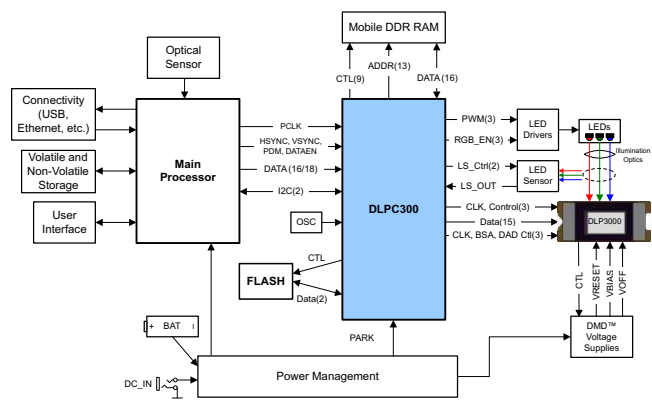 Mobile DDR RAM
Optical
Sensor
CTL(9)
ADDR(13)
DATA(16)
Connectivity
(USB,
Ethernet, etc.)
Volatile and
Non-Volatile
Storage
User
Interface
Main
Processor
PCLK
HSYNC, VSYNC,
PDM, DATAEN
DATA(16/18)
I2C(2)
OSC
DLPC300
CTL
FLASH
Data(2)
PWM(3)
RGB_EN(3)
LS_Ctrl(2)
LS_OUT
CLK, Control(3)
Data(15)
CLK, BSA, DAD Ctl(3)
LED
Drivers
LEDs
Illumination
Optics
LED
Sensor
DLP3000
CTL
VRESET
VBIAS
VOFF
DMD™
Voltage
Supplies
PARK
+ BAT –
DC_IN
Power Management